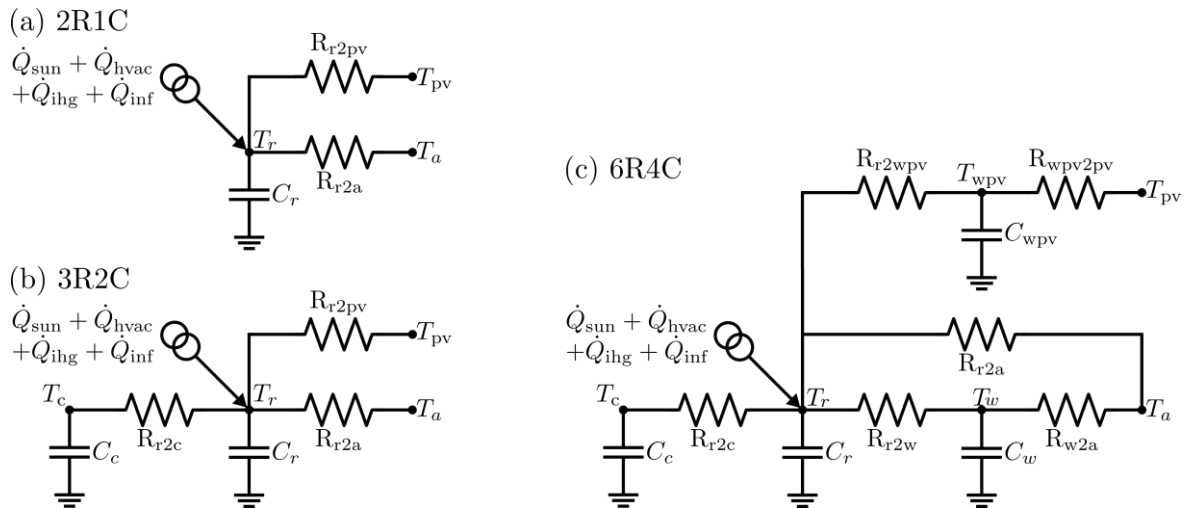 (a) 2R1C
Q̇sun + Q̇hvac
+Q̇ihg + Q̇inf
Rr2pv
Tpv
Tr
Ta
Rr2a
Cr
(b) 3R2C
Q̇sun + Q̇hvac
+Q̇ihg + Q̇inf
Rr2pv
Tpv
Tc
Tr
Ta
Rr2c
Rr2a
Cc
Cr
(c) 6R4C
Rr2wpv
Twpv
Rwpv2pv
Tpv
Cwpv
Q̇sun + Q̇hvac
+Q̇ihg + Q̇inf
Rr2a
Tc
Tr
Tw
Ta
Rr2c
Rr2w
Rw2a
Cc
Cr
Cw